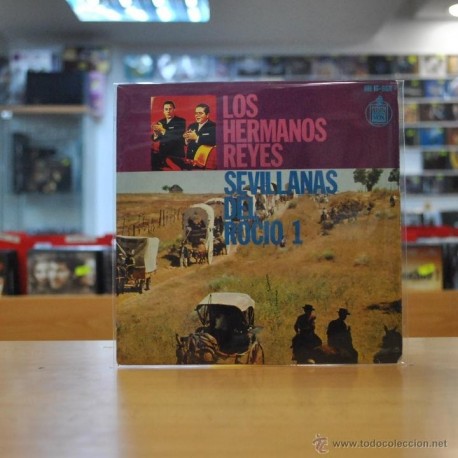 LOS
HERMANOS
REYES
SEVILLANAS
DEL
ROCIO, 1
www.todocoleccion.net